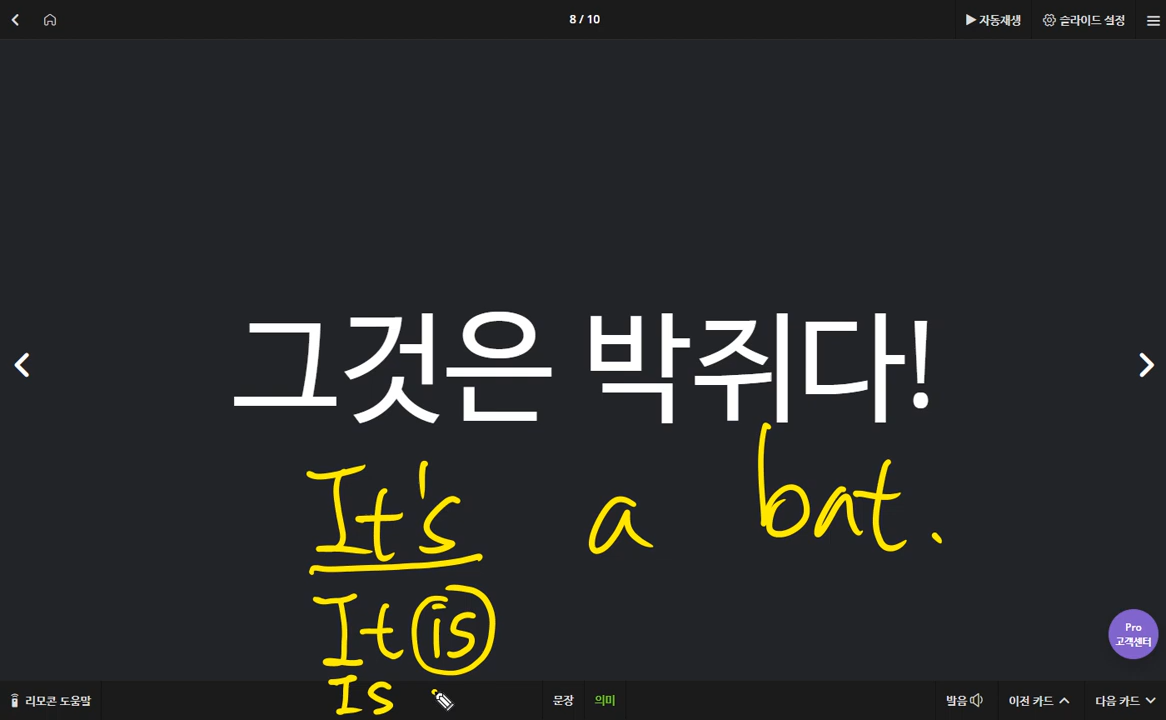 8 / 10
자동재생
슬라이드 설정
그것은 박쥐다!
It's a bat.
It is
Is
Pro
고객센터
리모콘 도움말
문장
의미
발음
이전 카드
다음 카드